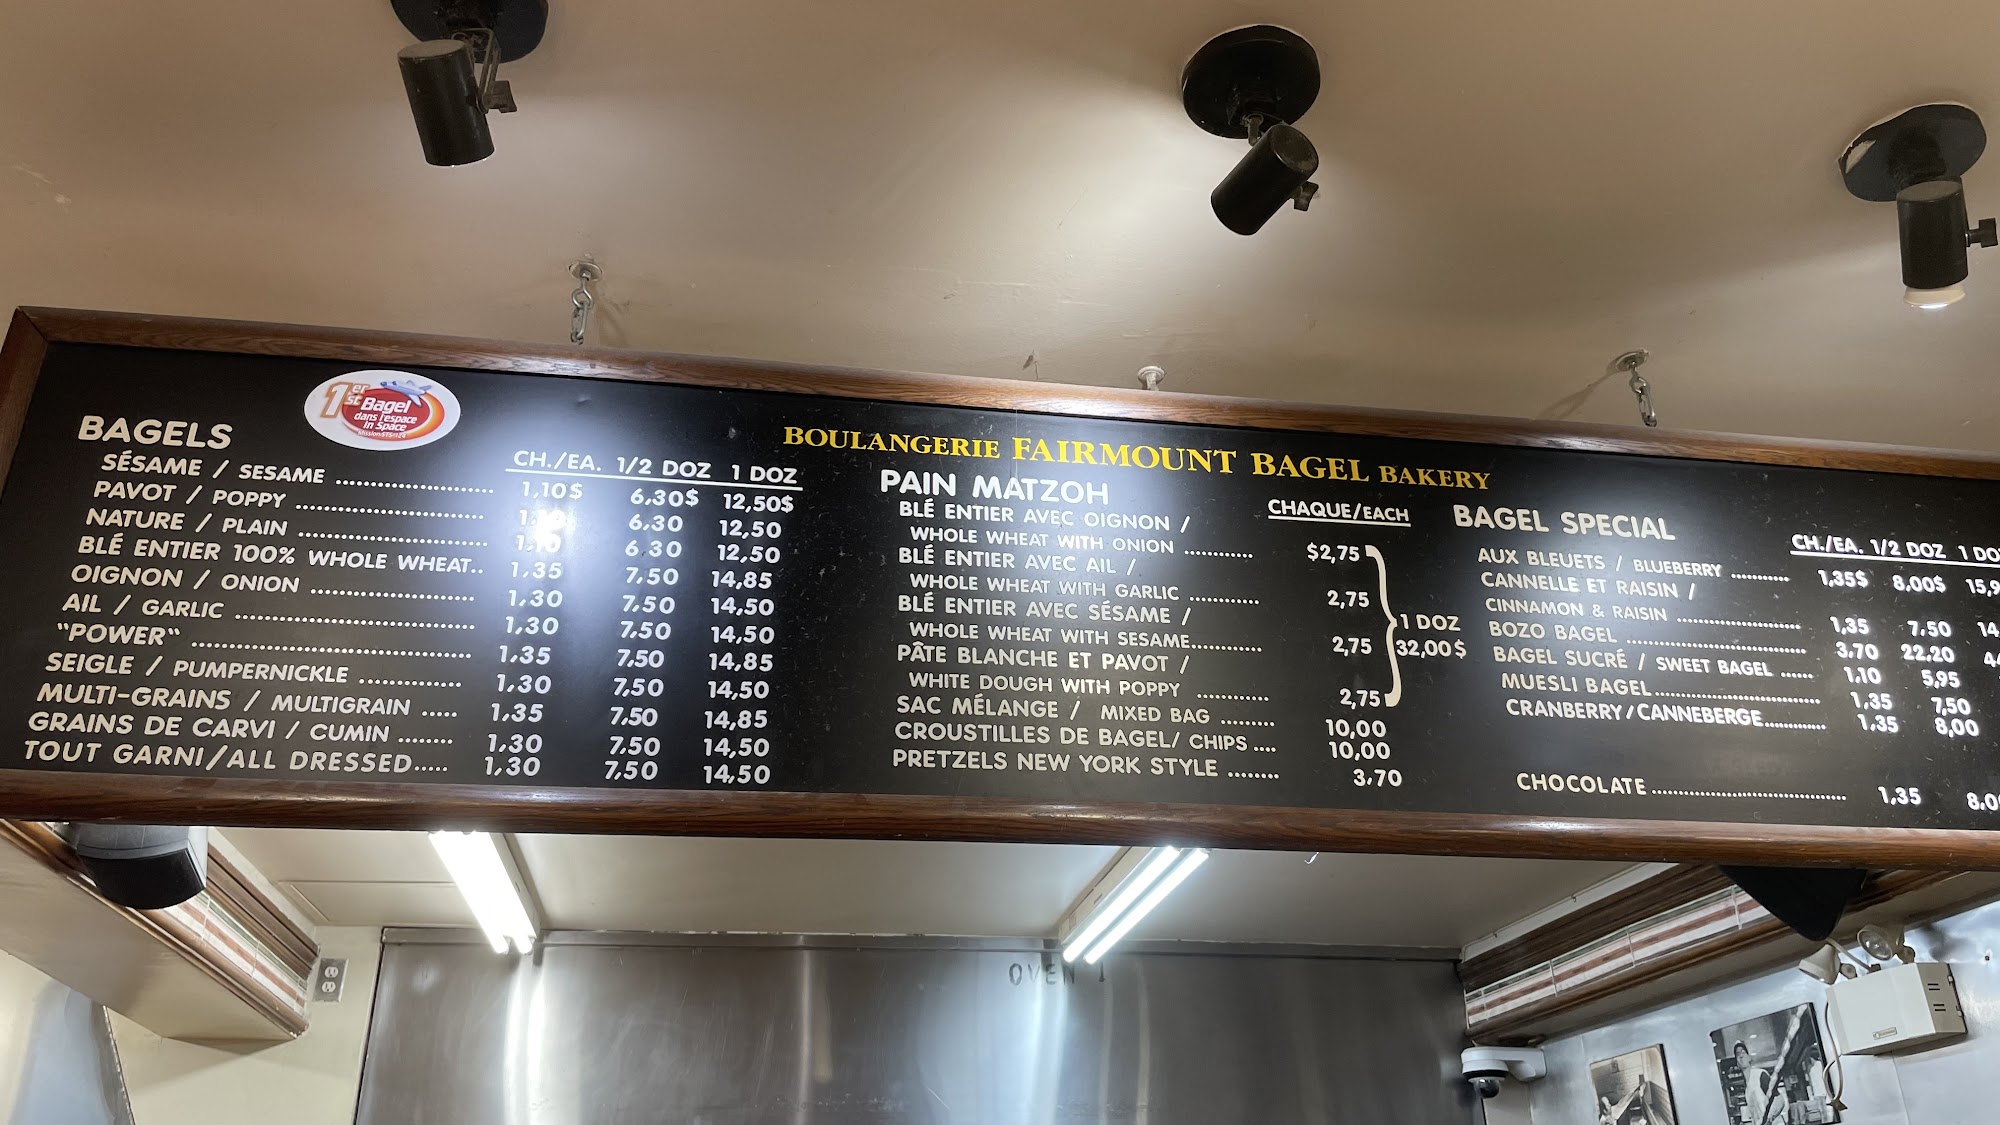 1er
1st Bagel
dans l'espace
in Space
BAGELS
CH./EA. 1/2 DOZ 1 DOZ
SÉSAME / SESAME ........ 1,10$ 6,30$ 12,50$
PAVOT / POPPY ........ 6,30 12,50
NATURE / PLAIN ........ 1,10 6,30 12,50
BLÉ ENTIER 100% WHOLE WHEAT.. 1,35 7,50 14,85
OIGNON / ONION ........ 1,30 7,50 14,50
AIL / GARLIC ........ 1,30 7,50 14,50
"POWER" ........ 1,35 7,50 14,85
SEIGLE / PUMPERNICKLE ........ 1,30 7,50 14,50
MULTI-GRAINS / MULTIGRAIN ..... 1,35 7,50 14,85
GRAINS DE CARVI / CUMIN ........ 1,30 7,50 14,50
TOUT GARNI/ALL DRESSED..... 1,30 7,50 14,50
BOULANGERIE FAIRMOUNT BAGEL BAKERY
PAIN MATZOH
CHAQUE/EACH
BLÉ ENTIER AVEC OIGNON /
WHOLE WHEAT WITH ONION ........ $2,75
BLÉ ENTIER AVEC AIL /
WHOLE WHEAT WITH GARLIC ........ 2,75
BLÉ ENTIER AVEC SÉSAME /
WHOLE WHEAT WITH SESAME........ 2,75
PÂTE BLANCHE ET PAVOT /
WHITE DOUGH WITH POPPY ........ 2,75
1 DOZ
32,00$
SAC MÉLANGE / MIXED BAG ........ 10,00
CROUSTILLES DE BAGEL/ CHIPS .... 10,00
PRETZELS NEW YORK STYLE ........ 3,70
BAGEL SPECIAL
CH./EA. 1/2 DOZ 1 DOZ
AUX BLEUETS / BLUEBERRY ........ 1,35$ 8,00$ 15,9
CANNELLE ET RAISIN /
CINNAMON & RAISIN ........ 1,35 7.50 14
BOZO BAGEL ........ 3,70 22,20
BAGEL SUCRÉ / SWEET BAGEL ...... 1,10 5,95
MUESLI BAGEL........ 1,35 7,50
CRANBERRY/CANNEBERGE........ 1,35 8,00
CHOCOLATE ........ 1,35 8,0
OVEN 1